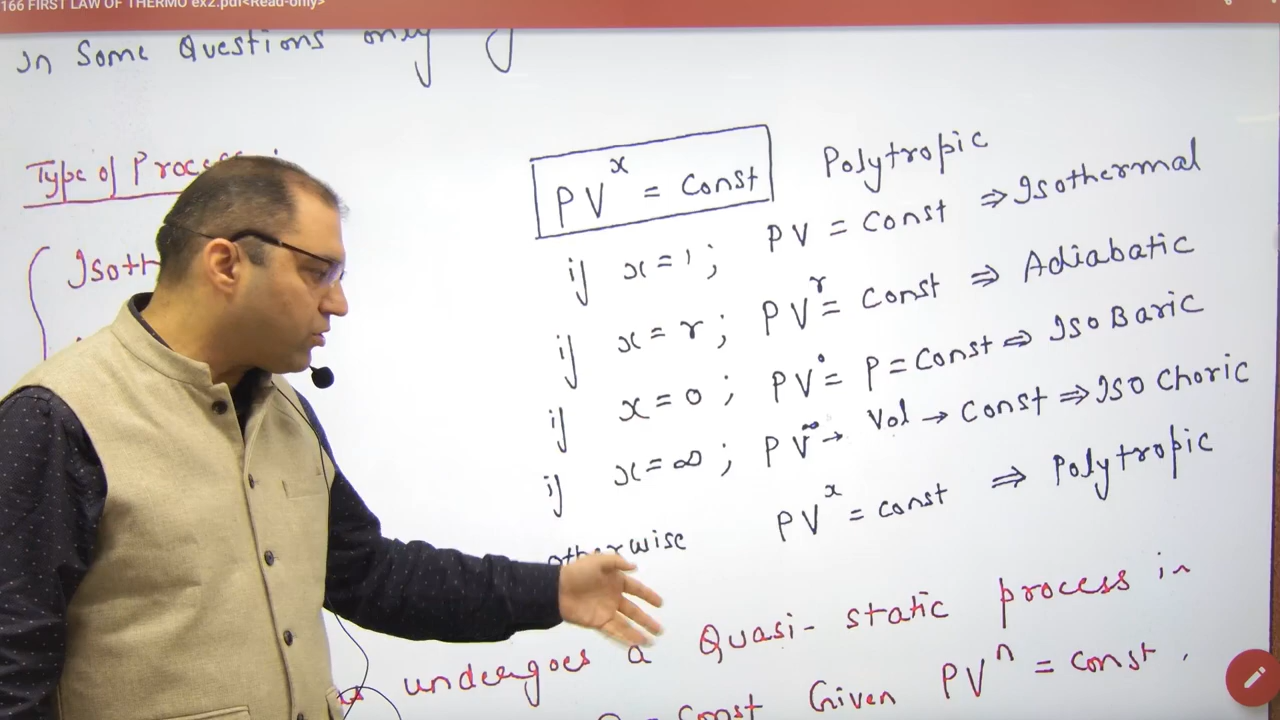 166 FIRST LAW OF THERMO ex2.pdf<Read-only>
In Some Questions only
Type of Process
PV^x = Const Polytropic
Isoth
if x = 1 ; PV = Const ⇒ Isothermal
if x = r ; PV^r = Const ⇒ Adiabatic
if x = 0 ; PV° = P = Const ⇒ IsoBaric
if x = ∞ ; PV^∞ → Vol → Const ⇒ IsoChoric
otherwise PV^x = const ⇒ Polytropic
undergoes a Quasi-static process in
Const Given PV^n = const.